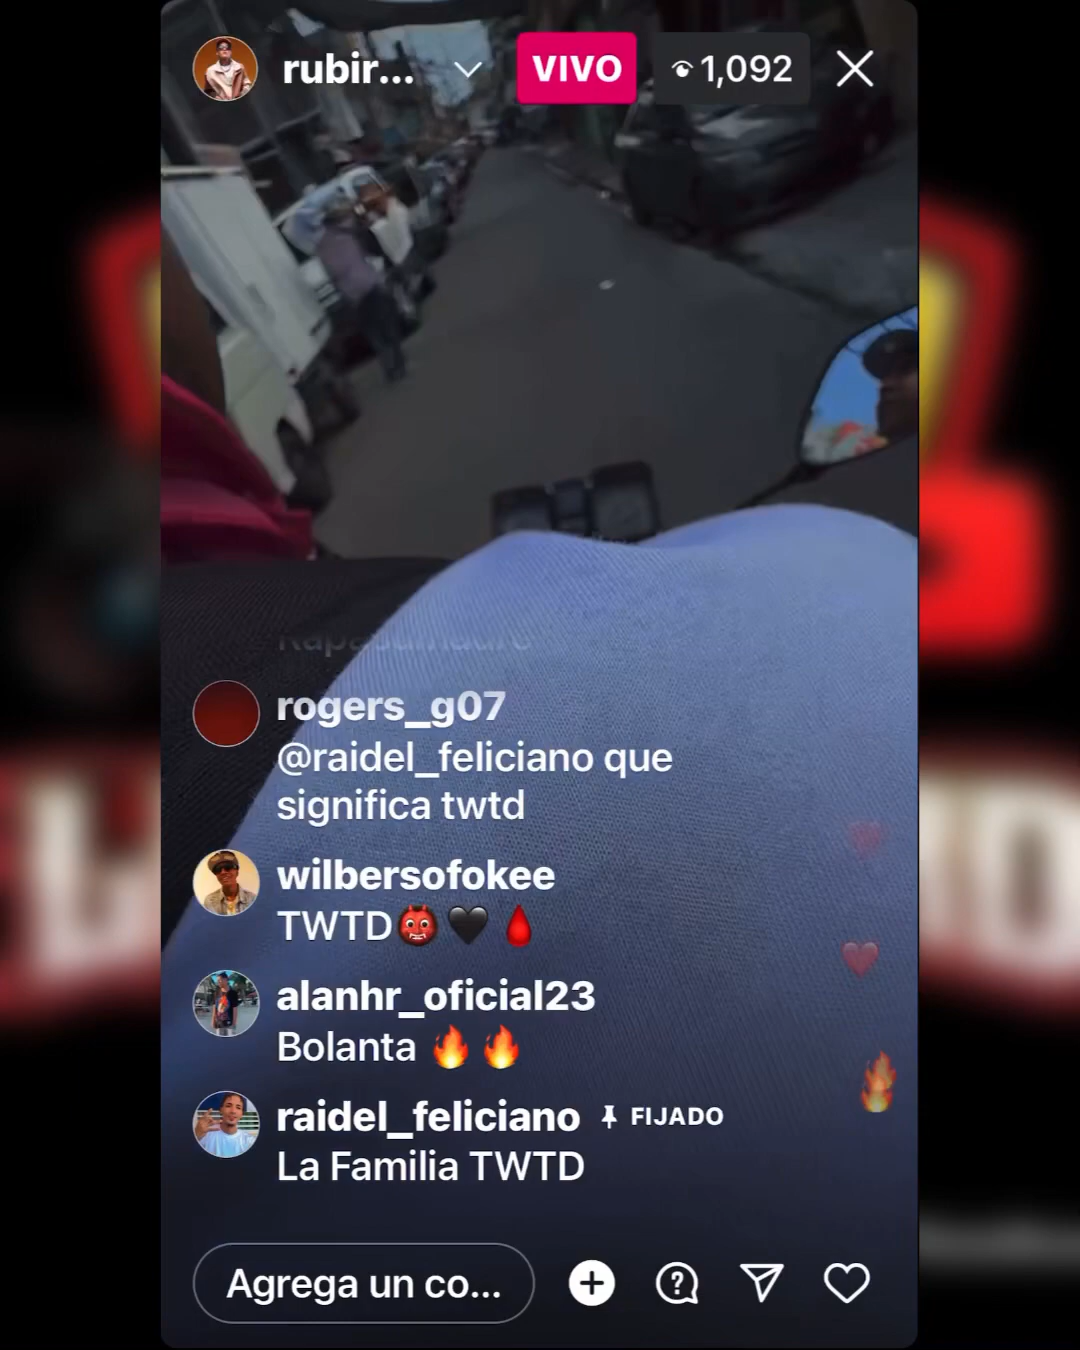 rubir...
VIVO
1,092
rogers_g07
@raidel_feliciano que
significa twtd
wilbersofokee
TWTD👹🖤🩸
alanhr_oficial23
Bolanta 🔥🔥
raidel_feliciano FIJADO
La Familia TWTD
Agrega un co...